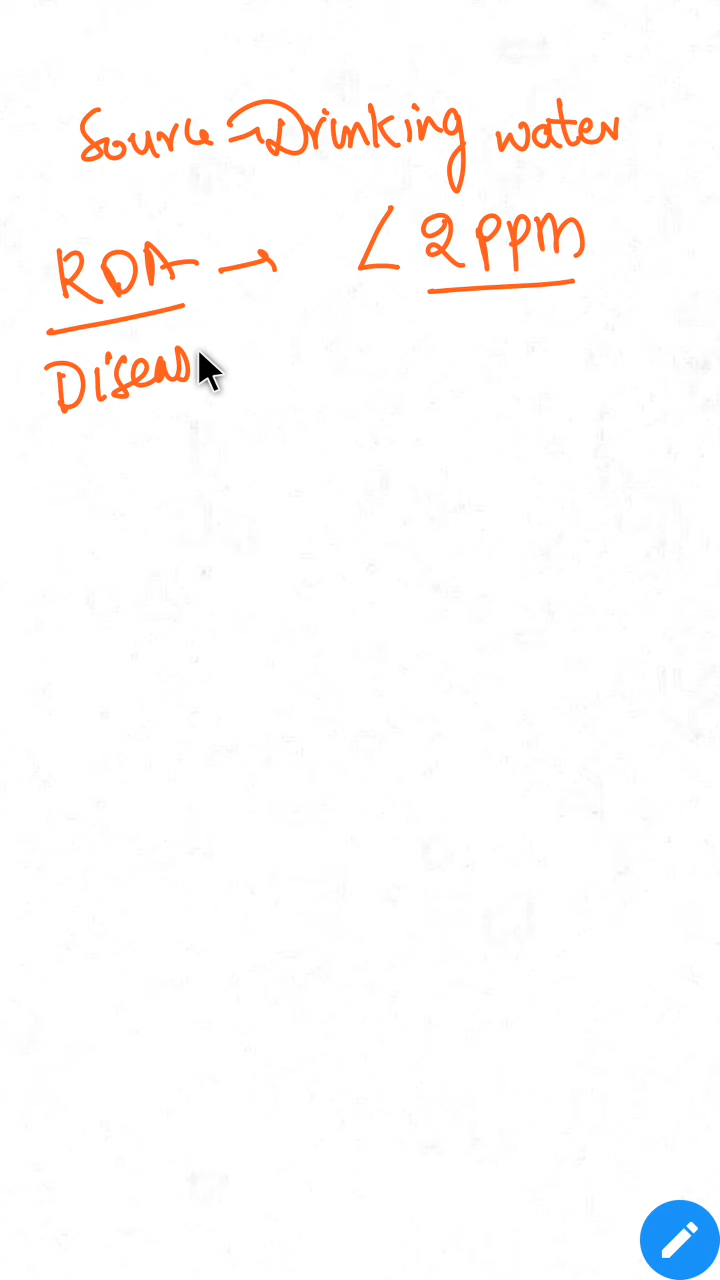 Source → Drinking water
RDA → < 2 ppm
Diseas